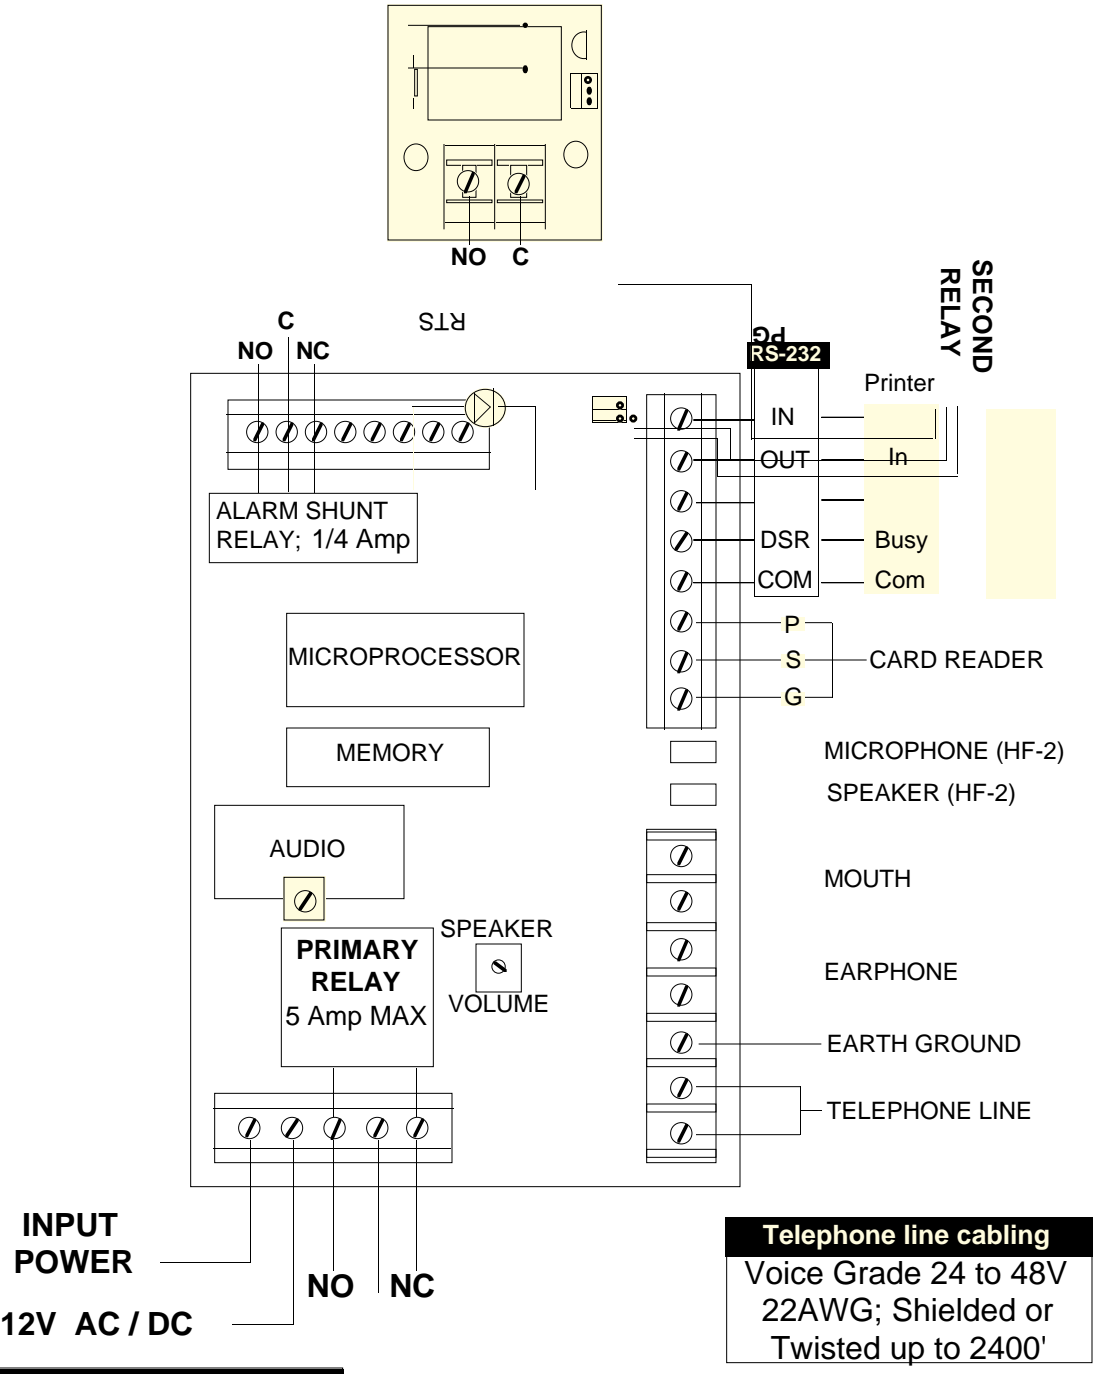 NO C
SECOND
RELAY
C
RTS
PG
NO NC
RS-232
Printer
IN
OUT
In
ALARM SHUNT
RELAY; 1/4 Amp
DSR
Busy
COM
Com
P
MICROPROCESSOR
S
CARD READER
G
MEMORY
MICROPHONE (HF-2)
SPEAKER (HF-2)
AUDIO
MOUTH
SPEAKER
PRIMARY
RELAY
EARPHONE
VOLUME
5 Amp MAX
EARTH GROUND
TELEPHONE LINE
INPUT
POWER
Telephone line cabling
NO NC
Voice Grade 24 to 48V
22AWG; Shielded or
12V AC / DC
Twisted up to 2400'